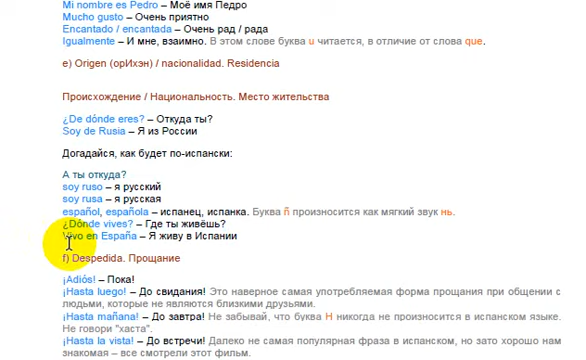 Mi nombre es Pedro – Моё имя Педро
Mucho gusto – Очень приятно
Encantado / encantada – Очень рад / рада
Igualmente – И мне, взаимно. В этом слове буква u читается, в отличие от слова que.
e) Origen (орИхэн) / nacionalidad. Residencia
Происхождение / Национальность. Место жительства
¿De dónde eres? – Откуда ты?
Soy de Rusia – Я из России
Догадайся, как будет по-испански:
А ты откуда?
soy ruso – я русский
soy rusa – я русская
español, española – испанец, испанка. Буква ñ произносится как мягкий звук нь.
¿Dónde vives? – Где ты живёшь?
Vivo en España – Я живу в Испании
f) Despedida. Прощание
¡Adiós! – Пока!
¡Hasta luego! – До свидания! Это наверное самая употребляемая форма прощания при общении с
людьми, которые не являются близкими друзьями.
¡Hasta mañana! – До завтра! Не забывай, что буква H никогда не произносится в испанском языке.
Не говори "хаста".
¡Hasta la vista! – До встречи! Далеко не самая популярная фраза в испанском, но зато хорошо нам
знакомая – все смотрели этот фильм.